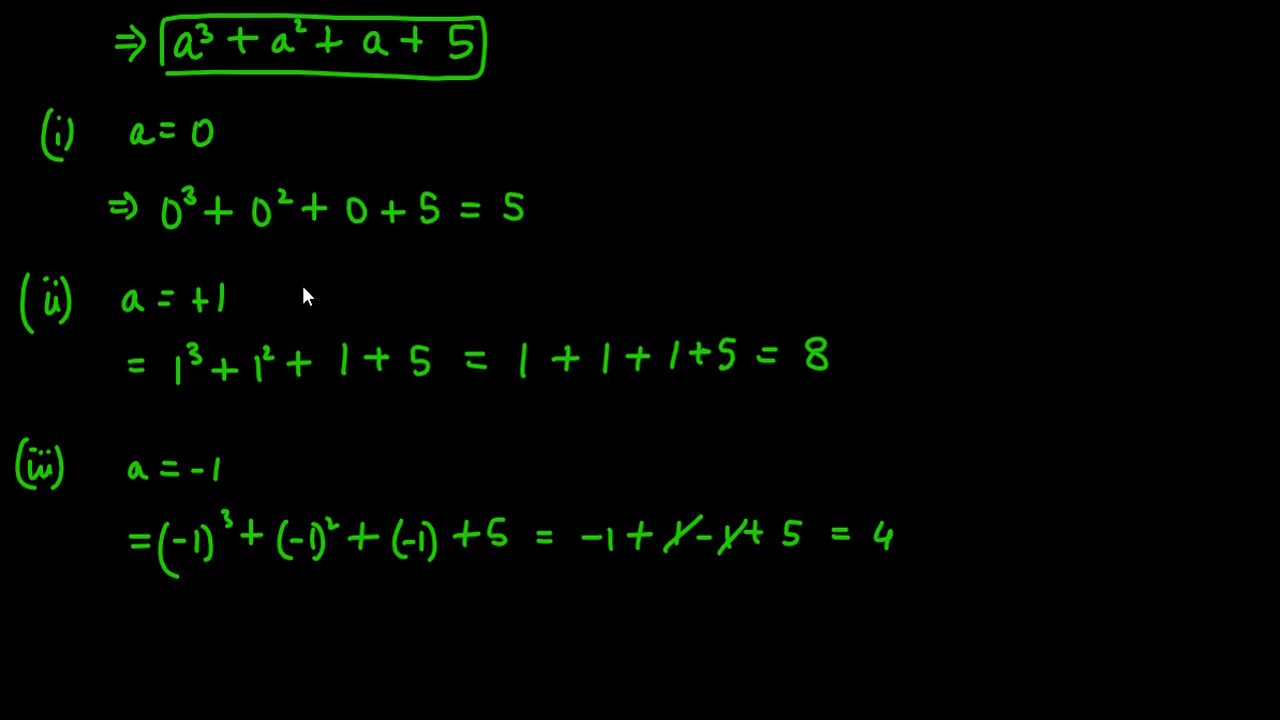 ⇒ a³ + a² + a + 5
(i) a = 0
⇒ 0³ + 0² + 0 + 5 = 5
(ii) a = +1
= 1³ + 1² + 1 + 5 = 1 + 1 + 1 + 5 = 8
(iii) a = -1
= (-1)³ + (-1)² + (-1) + 5 = -1 + 1 - 1 + 5 = 4